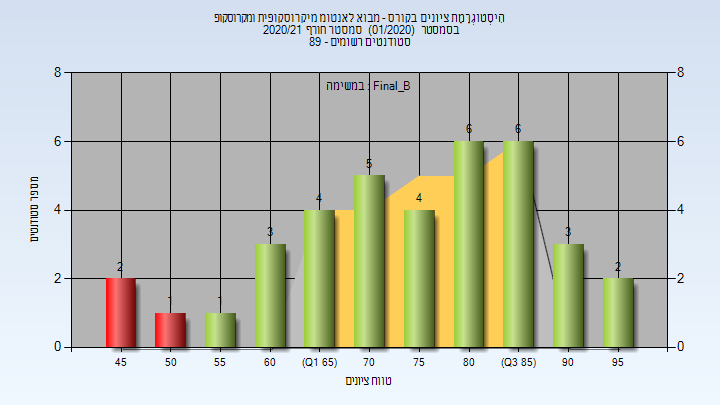 היסטוגרמת ציונים בקורס - מבוא לאנטומ מיקרוסקופית ומקרוסקופ
בסמסטר (01/2020) סמסטר חורף 2020/21
סטודנטים רשומים - 89
במשימה : Final_B
8 8
6 6
4 4
2 2
0 0
2 1 1 3 4 5 4 6 6 3 2
מספר סטודנטים
45 50 55 60 (Q1 65) 70 75 80 (Q3 85) 90 95
טווח ציונים